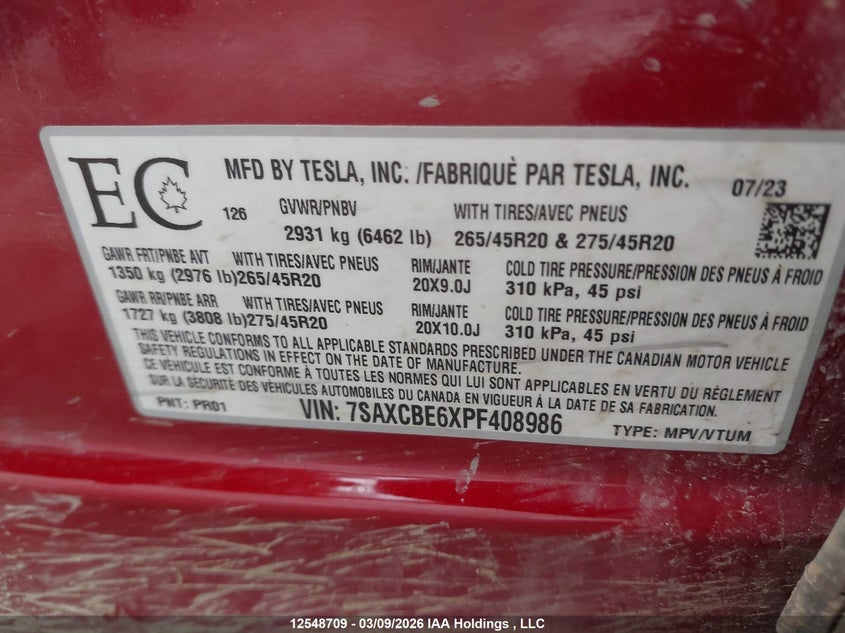 EC
MFD BY TESLA, INC. /FABRIQUÈ PAR TESLA, INC. 07/23
126 GVWR/PNBV WITH TIRES/AVEC PNEUS
2931 kg (6462 lb) 265/45R20 & 275/45R20
GAWR FRT/PNBE AVT WITH TIRES/AVEC PNEUS RIM/JANTE COLD TIRE PRESSURE/PRESSION DES PNEUS À FROID
1350 kg (2976 lb)265/45R20 20X9.0J 310 kPa, 45 psi
GAWR RR/PNBE ARR WITH TIRES/AVEC PNEUS RIM/JANTE COLD TIRE PRESSURE/PRESSION DES PNEUS À FROID
1727 kg (3808 lb)275/45R20 20X10.0J 310 kPa, 45 psi
THIS VEHICLE CONFORMS TO ALL APPLICABLE STANDARDS PRESCRIBED UNDER THE CANADIAN MOTOR VEHICLE
SAFETY REGULATIONS IN EFFECT ON THE DATE OF MANUFACTURE.
CE VÉHICULE EST CONFORME À TOUTES LES NORMES QUI LUI SONT APPLICABLES EN VERTU DU RÈGLEMENT
SUR LA SÉCURITÉ DES VÉHICULES AUTOMOBILES DU CANADA EN VIGUEUR À LA DATE DE SA FABRICATION.
PNT: PR01 VIN: 7SAXCBE6XPF408986 TYPE: MPV/VTUM
12548709 - 03/09/2026 IAA Holdings , LLC